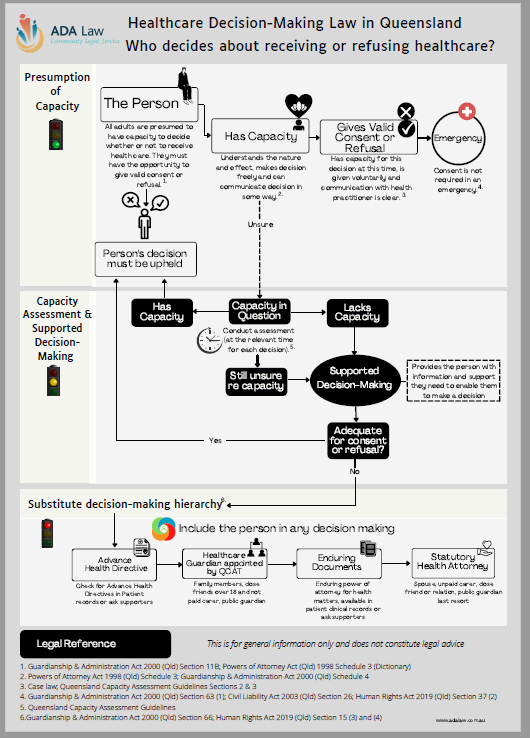 ADA Law
Community Legal Service
Healthcare Decision-Making Law in Queensland
Who decides about receiving or refusing healthcare?
Presumption
of
Capacity
The Person
All adults are presumed to
have capacity to decide
whether or not to receive
healthcare. They must
have the opportunity to
give valid consent or
refusal. 1.
Has Capacity
Understands the nature
and effect, makes decision
freely and can
communicate decision in
some way. 2.
Gives Valid
Consent or
Refusal
Has capacity for this
decision at this time, is
given voluntarily and
communication with health
practitioner is clear. 3.
Emergency
Consent is not
required in an
emergency. 4.
Unsure
Person's decision
must be upheld
Capacity
Assessment &
Supported
Decision-
Making
Has
Capacity
Capacity in
Question
Lacks
Capacity
Conduct assessment
(at the relevant time
for each decision). 5.
Still unsure
re capacity
Supported
Decision-Making
Provides the person with
information and support
they need to enable them
to make a decision
Adequate
for consent
or refusal?
Yes
No
Substitute decision-making hierarchy 6.
Include the person in any decision making
Advance
Health Directive
Check for Advance Health
Directives in Patient
records or ask supporters
Healthcare
Guardian appointed
by QCAT
Family members, close
friends over 18 and not
paid carer, public guardian
Enduring
Documents
Enduring power of
attorney for health
matters, available in
patient clinical records or
ask supporters
Statutory
Health Attorney
Spouse, unpaid carer, close
friend or relation, public guardian
last resort
Legal Reference
This is for general information only and does not constitute legal advice
1. Guardianship & Administration Act 2000 (Qld) Section 11B; Powers of Attorney Act (Qld) 1998 Schedule 3 (Dictionary)
2. Powers of Attorney Act 1998 (Qld) Schedule 3; Guardianship & Administration Act 2000 (Qld) Schedule 4
3. Case law; Queensland Capacity Assessment Guidelines Sections 2 & 3
4. Guardianship & Administration Act 2000 (Qld) Section 63 (1); Civil Liability Act 2003 (Qld) Section 26; Human Rights Act 2019 (Qld) Section 37 (2)
5. Queensland Capacity Assessment Guidelines
6.Guardianship & Administration Act 2000 (Qld) Section 66; Human Rights Act 2019 (Qld) Section 15 (3) and (4)
www.adalaw.com.au